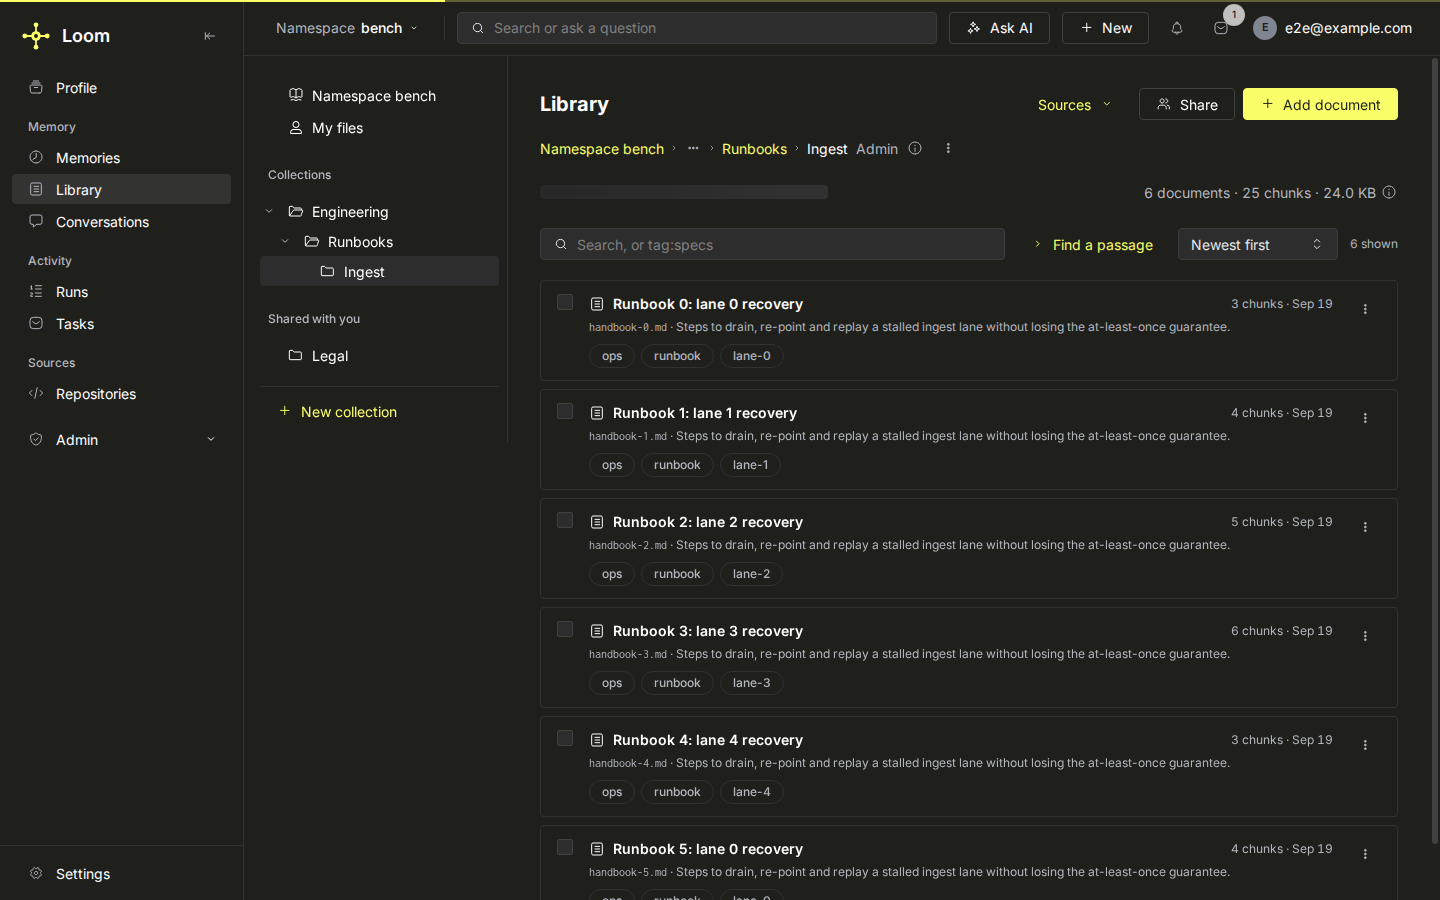 Loom
Namespace bench
Search or ask a question
Ask AI
New
1
E
e2e@example.com
Profile
Memory
Memories
Library
Conversations
Activity
Runs
Tasks
Sources
Repositories
Admin
Settings
Namespace bench
My files
Collections
Engineering
Runbooks
Ingest
Shared with you
Legal
New collection
Library
Sources
Share
Add document
Namespace bench › ··· › Runbooks › Ingest Admin
6 documents · 25 chunks · 24.0 KB
Search, or tag:specs
Find a passage
Newest first
6 shown
Runbook 0: lane 0 recovery
3 chunks · Sep 19
handbook-0.md · Steps to drain, re-point and replay a stalled ingest lane without losing the at-least-once guarantee.
ops runbook lane-0
Runbook 1: lane 1 recovery
4 chunks · Sep 19
handbook-1.md · Steps to drain, re-point and replay a stalled ingest lane without losing the at-least-once guarantee.
ops runbook lane-1
Runbook 2: lane 2 recovery
5 chunks · Sep 19
handbook-2.md · Steps to drain, re-point and replay a stalled ingest lane without losing the at-least-once guarantee.
ops runbook lane-2
Runbook 3: lane 3 recovery
6 chunks · Sep 19
handbook-3.md · Steps to drain, re-point and replay a stalled ingest lane without losing the at-least-once guarantee.
ops runbook lane-3
Runbook 4: lane 4 recovery
3 chunks · Sep 19
handbook-4.md · Steps to drain, re-point and replay a stalled ingest lane without losing the at-least-once guarantee.
ops runbook lane-4
Runbook 5: lane 0 recovery
4 chunks · Sep 19
handbook-5.md · Steps to drain, re-point and replay a stalled ingest lane without losing the at-least-once guarantee.
ops runbook lane-0